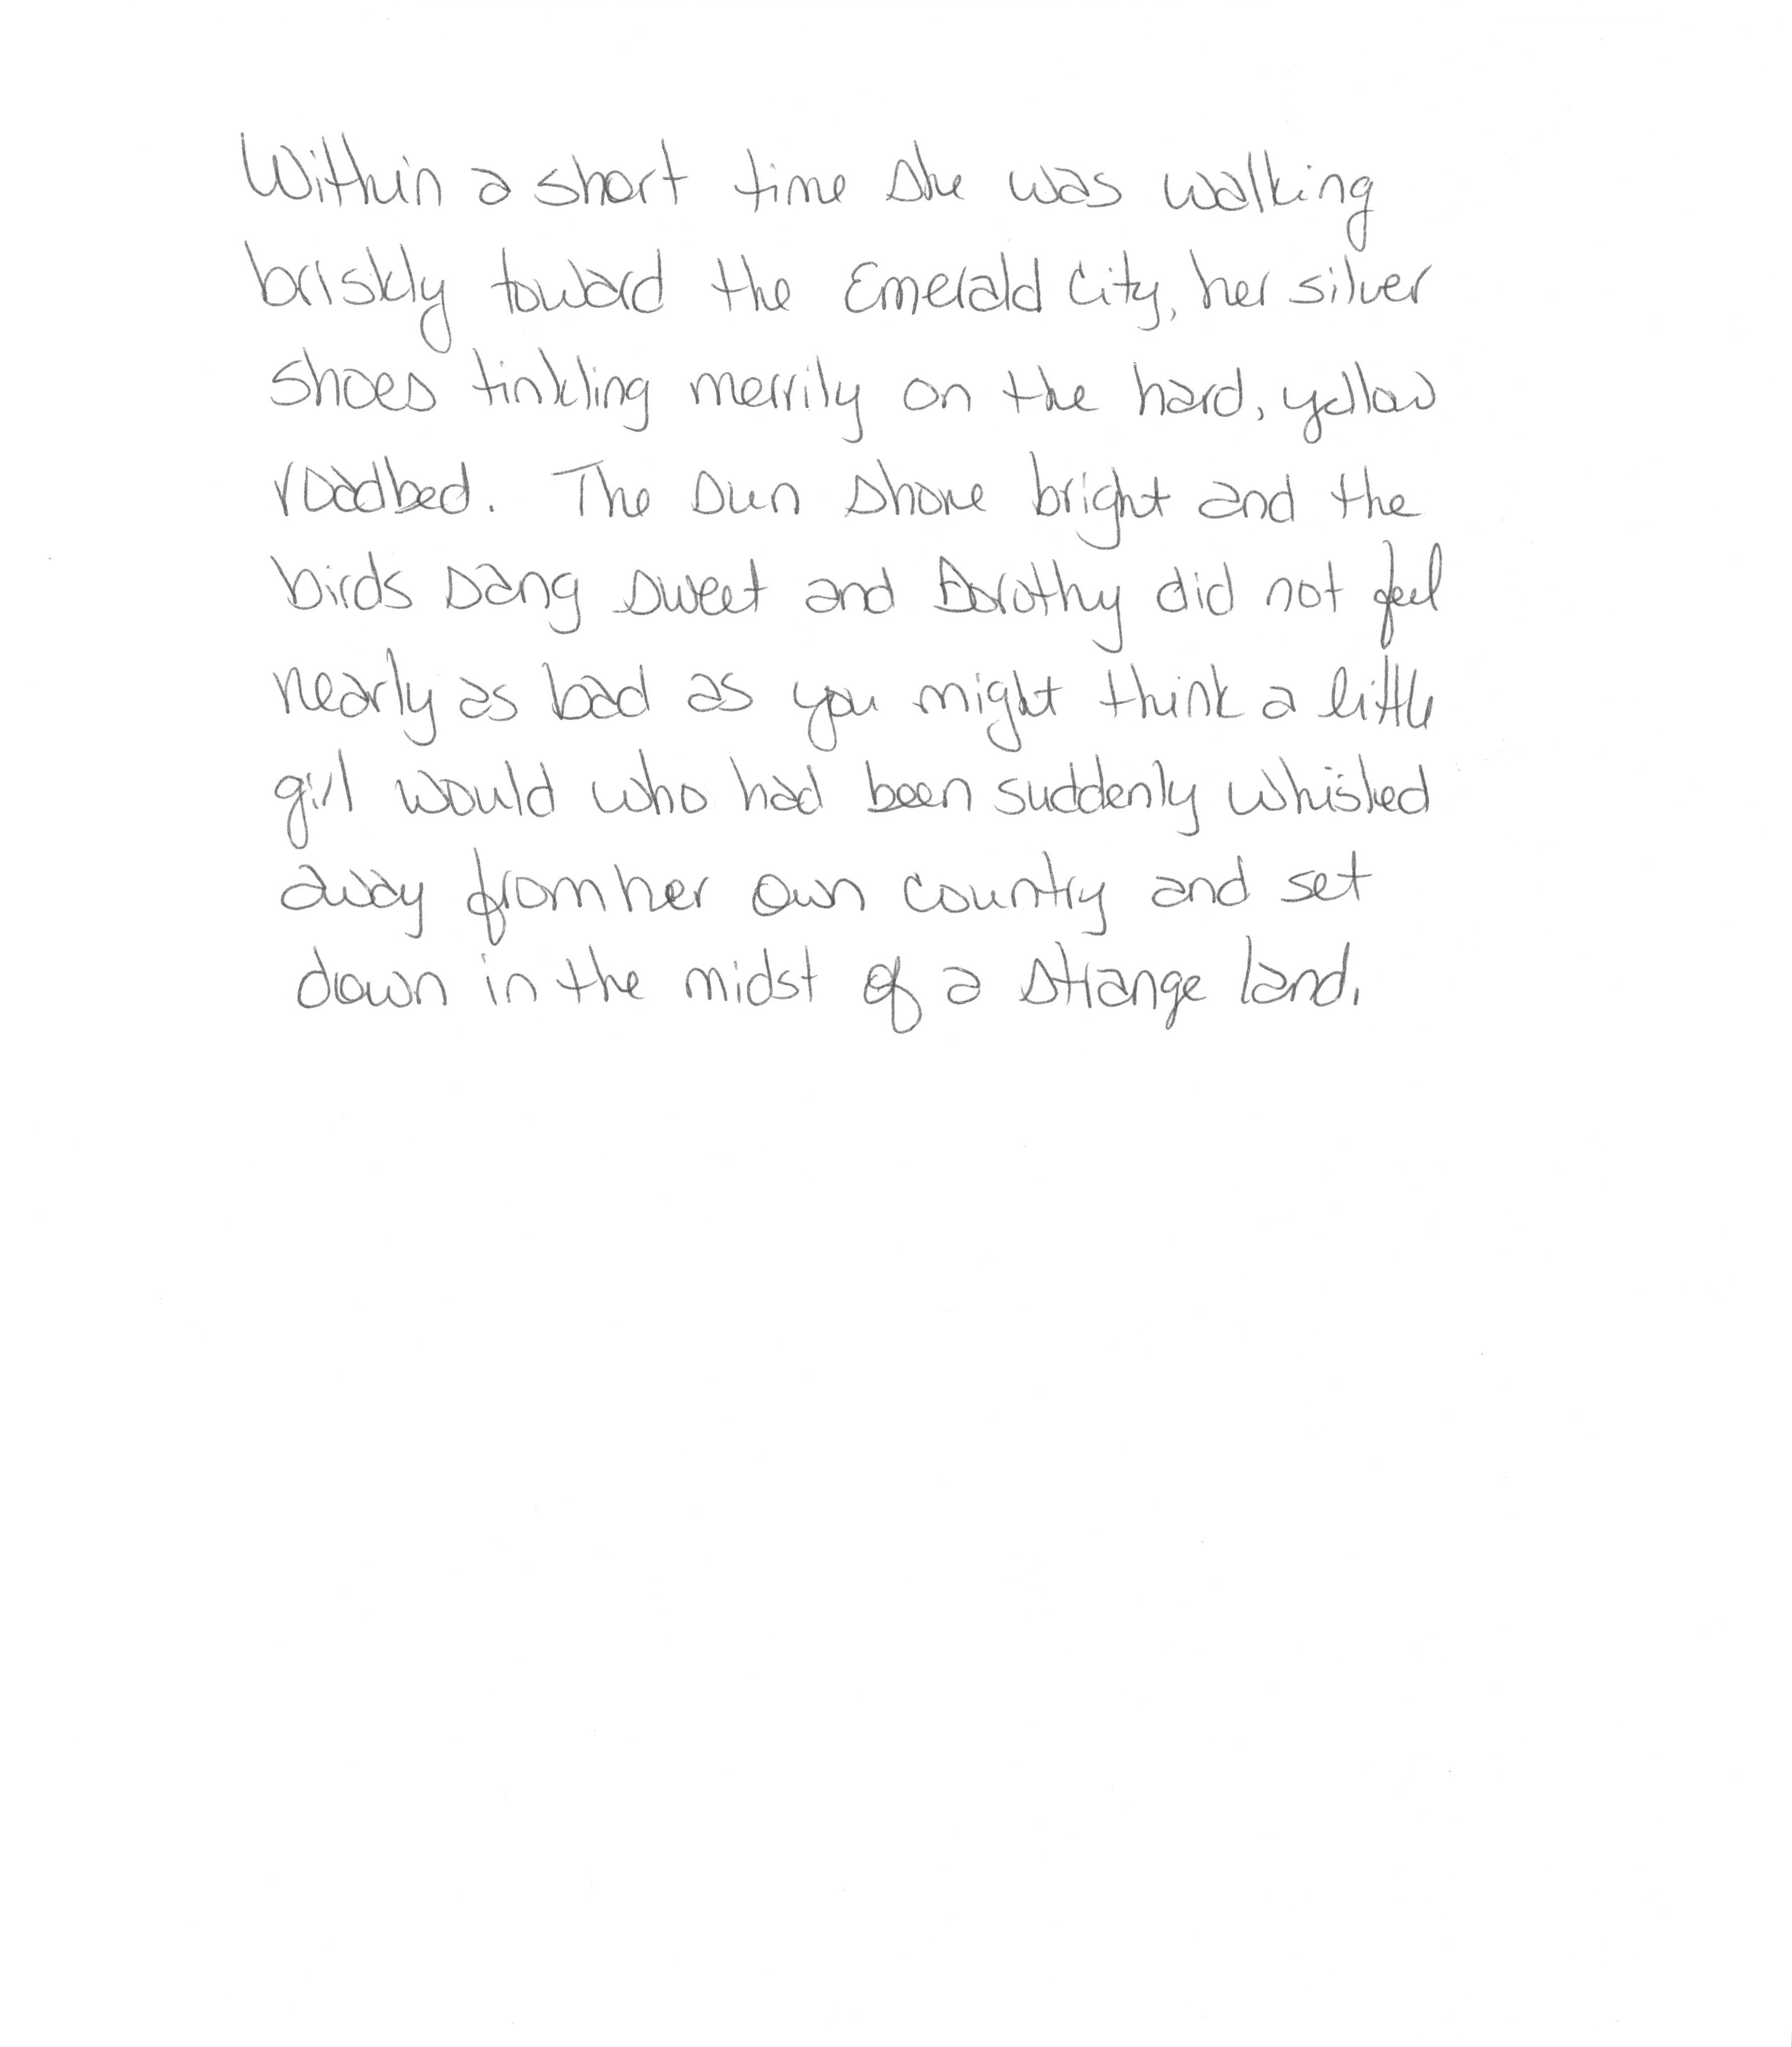 Within a short time she was walking
briskly toward the Emerald City, her silver
shoes tinkling merrily on the hard, yellow
roadbed. The sun shone bright and the
birds sang sweet and Dorothy did not feel
nearly as bad as you might think a little
girl would who had been suddenly whisked
away from her own country and set
down in the midst of a strange land.